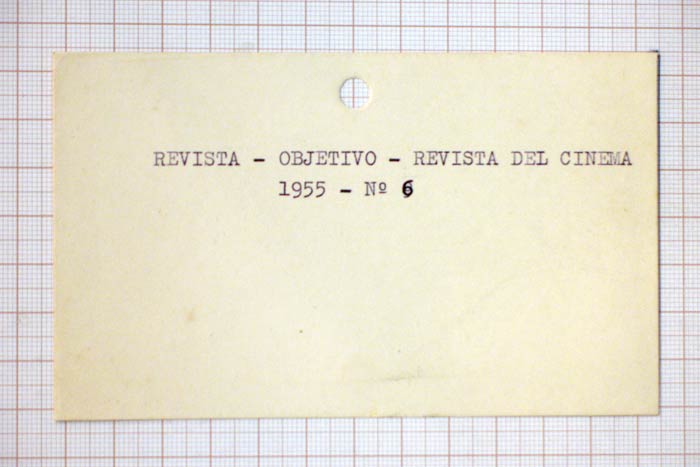 REVISTA - OBJETIVO - REVISTA DEL CINEMA
1955 - Nº 6